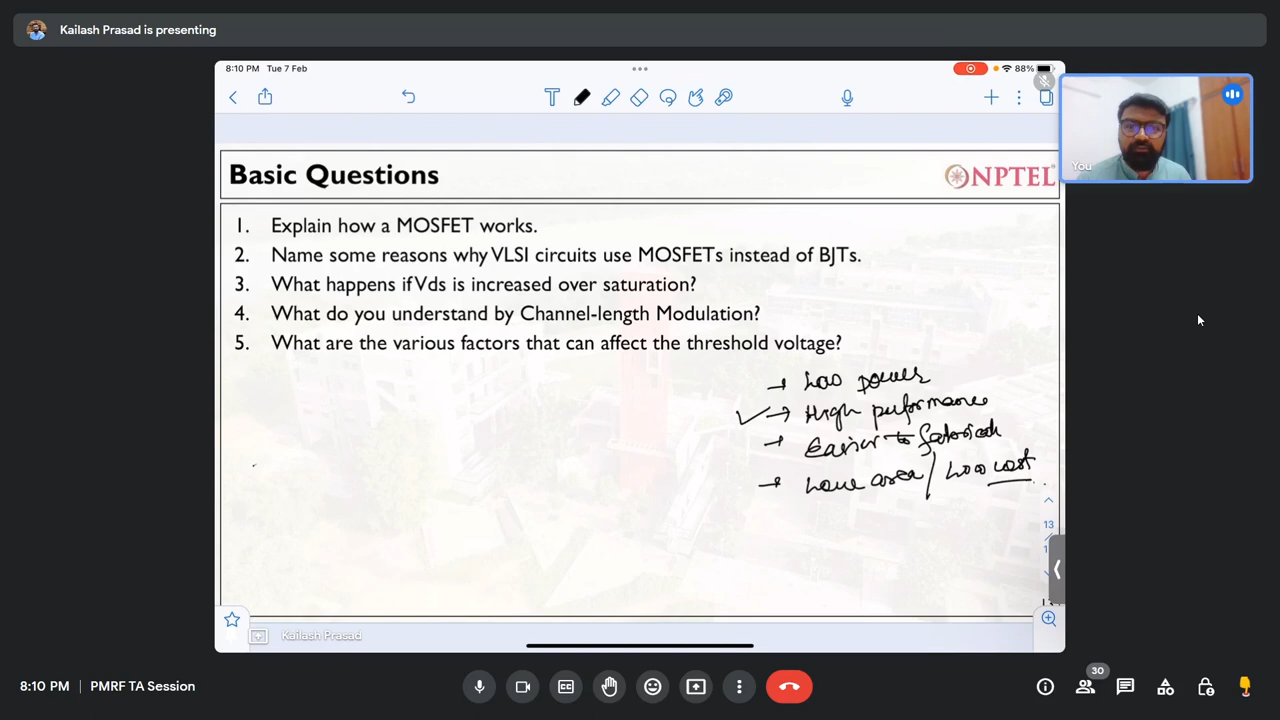 Kailash Prasad is presenting
8:10 PM Tue 7 Feb
88%
Basic Questions
NPTEL
You
1. Explain how a MOSFET works.
2. Name some reasons why VLSI circuits use MOSFETs instead of BJTs.
3. What happens if Vds is increased over saturation?
4. What do you understand by Channel-length Modulation?
5. What are the various factors that can affect the threshold voltage?
→ Low power
✓→ High performance
→ Easier to fabricate
→ Low area / Low cost
13
Kailash Prasad
8:10 PM PMRF TA Session
30